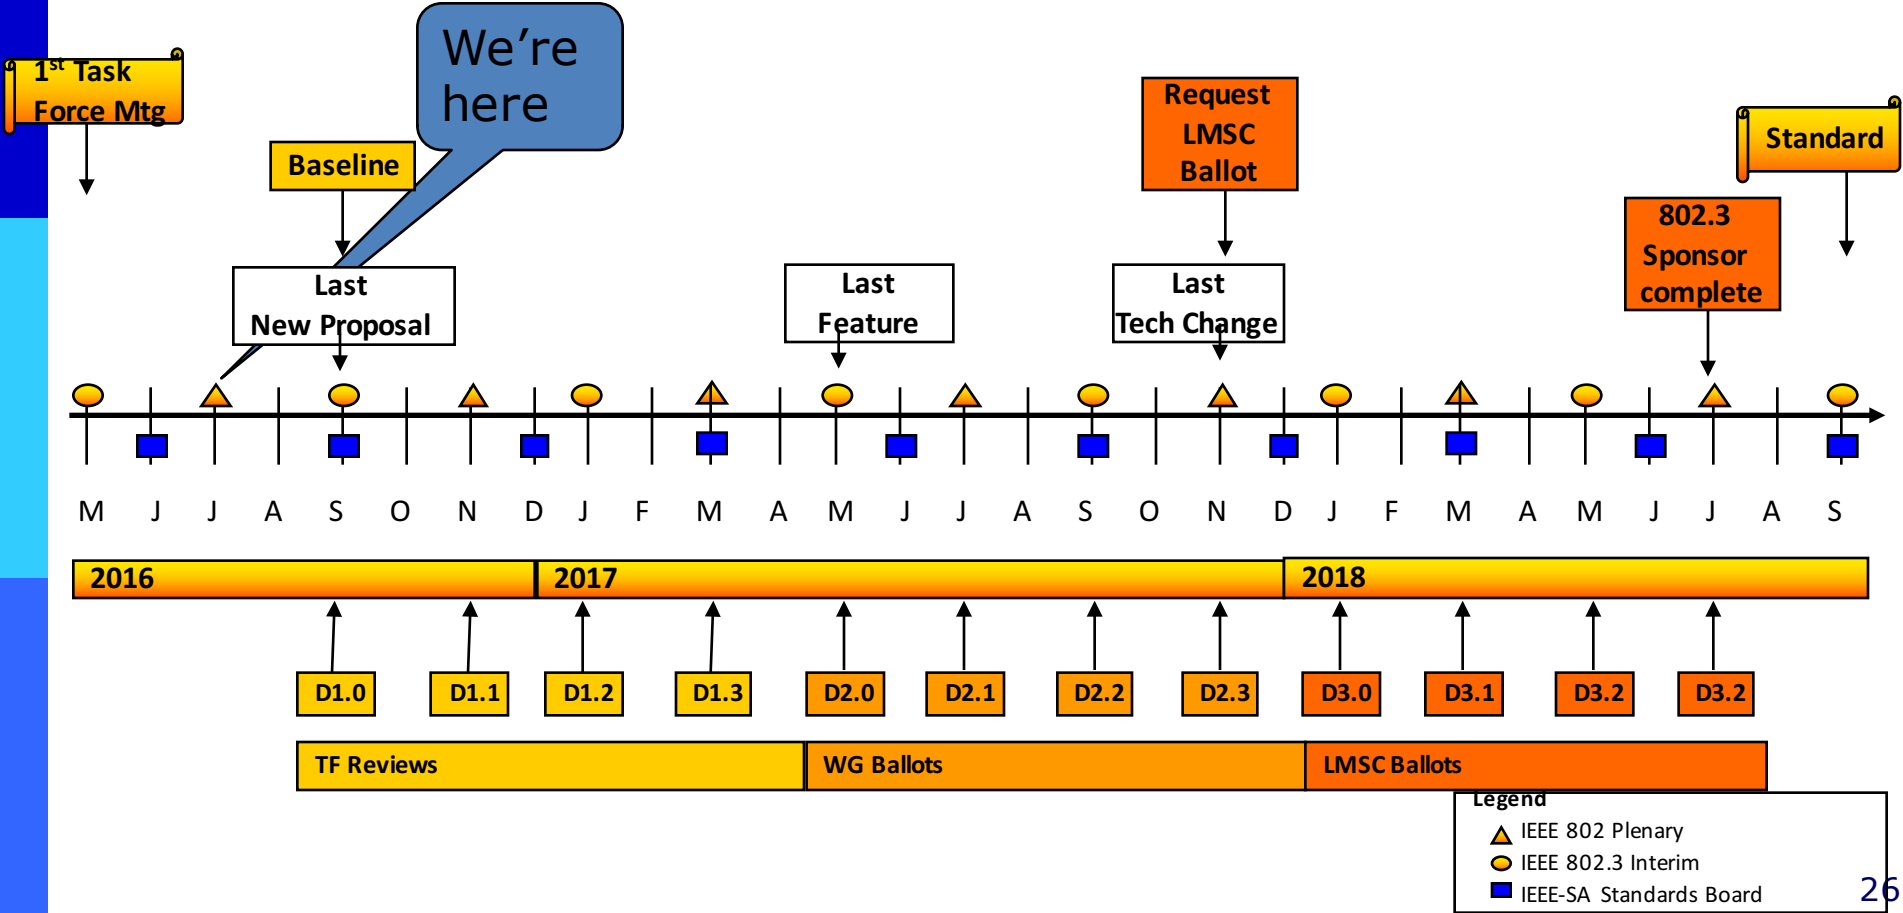 We're
here
1st Task
Force Mtg
Request
LMSC
Ballot
Standard
Baseline
802.3
Sponsor
complete
Last
New Proposal
Last
Feature
Last
Tech Change
M J J A S O N D J F M A M J J A S O N D J F M A M J J A S
2016 2017 2018
D1.0 D1.1 D1.2 D1.3 D2.0 D2.1 D2.2 D2.3 D3.0 D3.1 D3.2 D3.2
TF Reviews WG Ballots LMSC Ballots
Legend
IEEE 802 Plenary
IEEE 802.3 Interim
IEEE-SA Standards Board
26